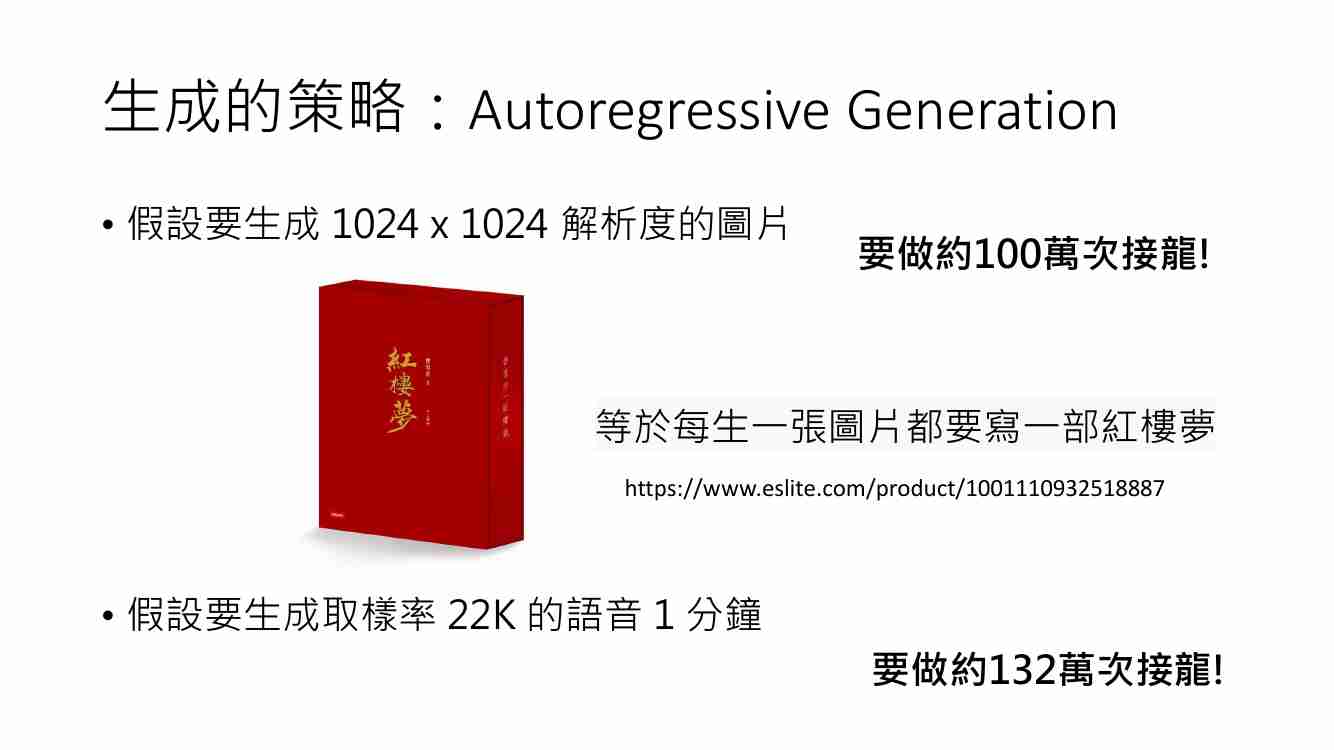 生成的策略：Autoregressive Generation
• 假設要生成 1024 x 1024 解析度的圖片
要做約100萬次接龍!
紅樓夢
等於每生一張圖片都要寫一部紅樓夢
https://www.eslite.com/product/1001110932518887
• 假設要生成取樣率 22K 的語音 1 分鐘
要做約132萬次接龍!